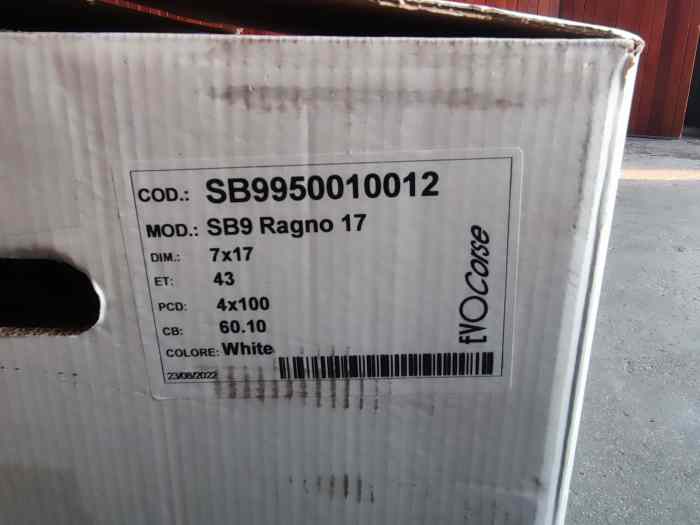 COD.: SB9950010012
MOD.: SB9 Ragno 17
DIM.: 7x17
ET: 43
PCD: 4x100
CB: 60.10
COLORE: White
23/08/2022
EVOCorse